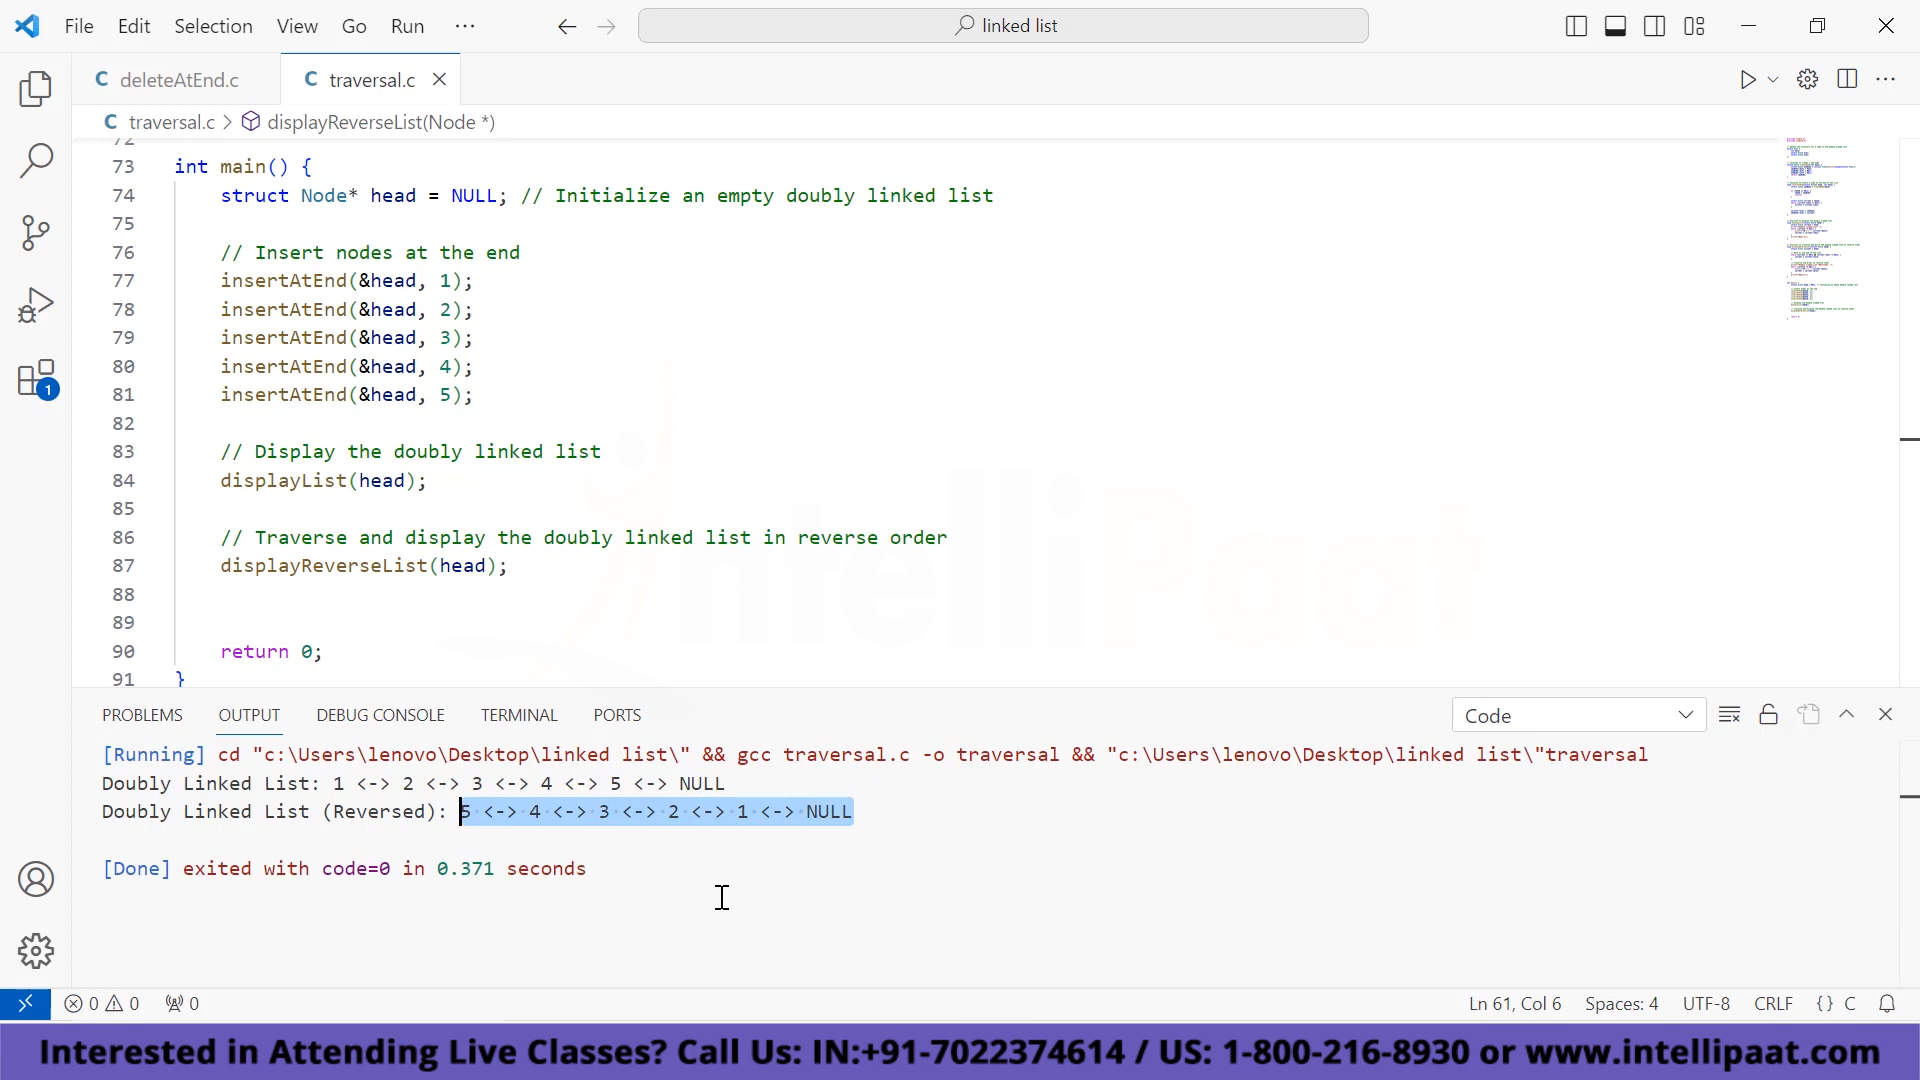 File Edit Selection View Go Run ··· linked list
deleteAtEnd.c traversal.c
traversal.c > displayReverseList(Node *)
72
73 int main() {
74 struct Node* head = NULL; // Initialize an empty doubly linked list
75
76 // Insert nodes at the end
77 insertAtEnd(&head, 1);
78 insertAtEnd(&head, 2);
79 insertAtEnd(&head, 3);
80 insertAtEnd(&head, 4);
81 insertAtEnd(&head, 5);
82
83 // Display the doubly linked list
84 displayList(head);
85
86 // Traverse and display the doubly linked list in reverse order
87 displayReverseList(head);
88
89
90 return 0;
91 }
intelliPaat
1
PROBLEMS OUTPUT DEBUG CONSOLE TERMINAL PORTS Code
[Running] cd "c:\Users\lenovo\Desktop\linked list\" && gcc traversal.c -o traversal && "c:\Users\lenovo\Desktop\linked list\"traversal
Doubly Linked List: 1 <-> 2 <-> 3 <-> 4 <-> 5 <-> NULL
Doubly Linked List (Reversed): 5 <-> 4 <-> 3 <-> 2 <-> 1 <-> NULL
[Done] exited with code=0 in 0.371 seconds
0 0 0 Ln 61, Col 6 Spaces: 4 UTF-8 CRLF {} C
Interested in Attending Live Classes? Call Us: IN:+91-7022374614 / US: 1-800-216-8930 or www.intellipaat.com